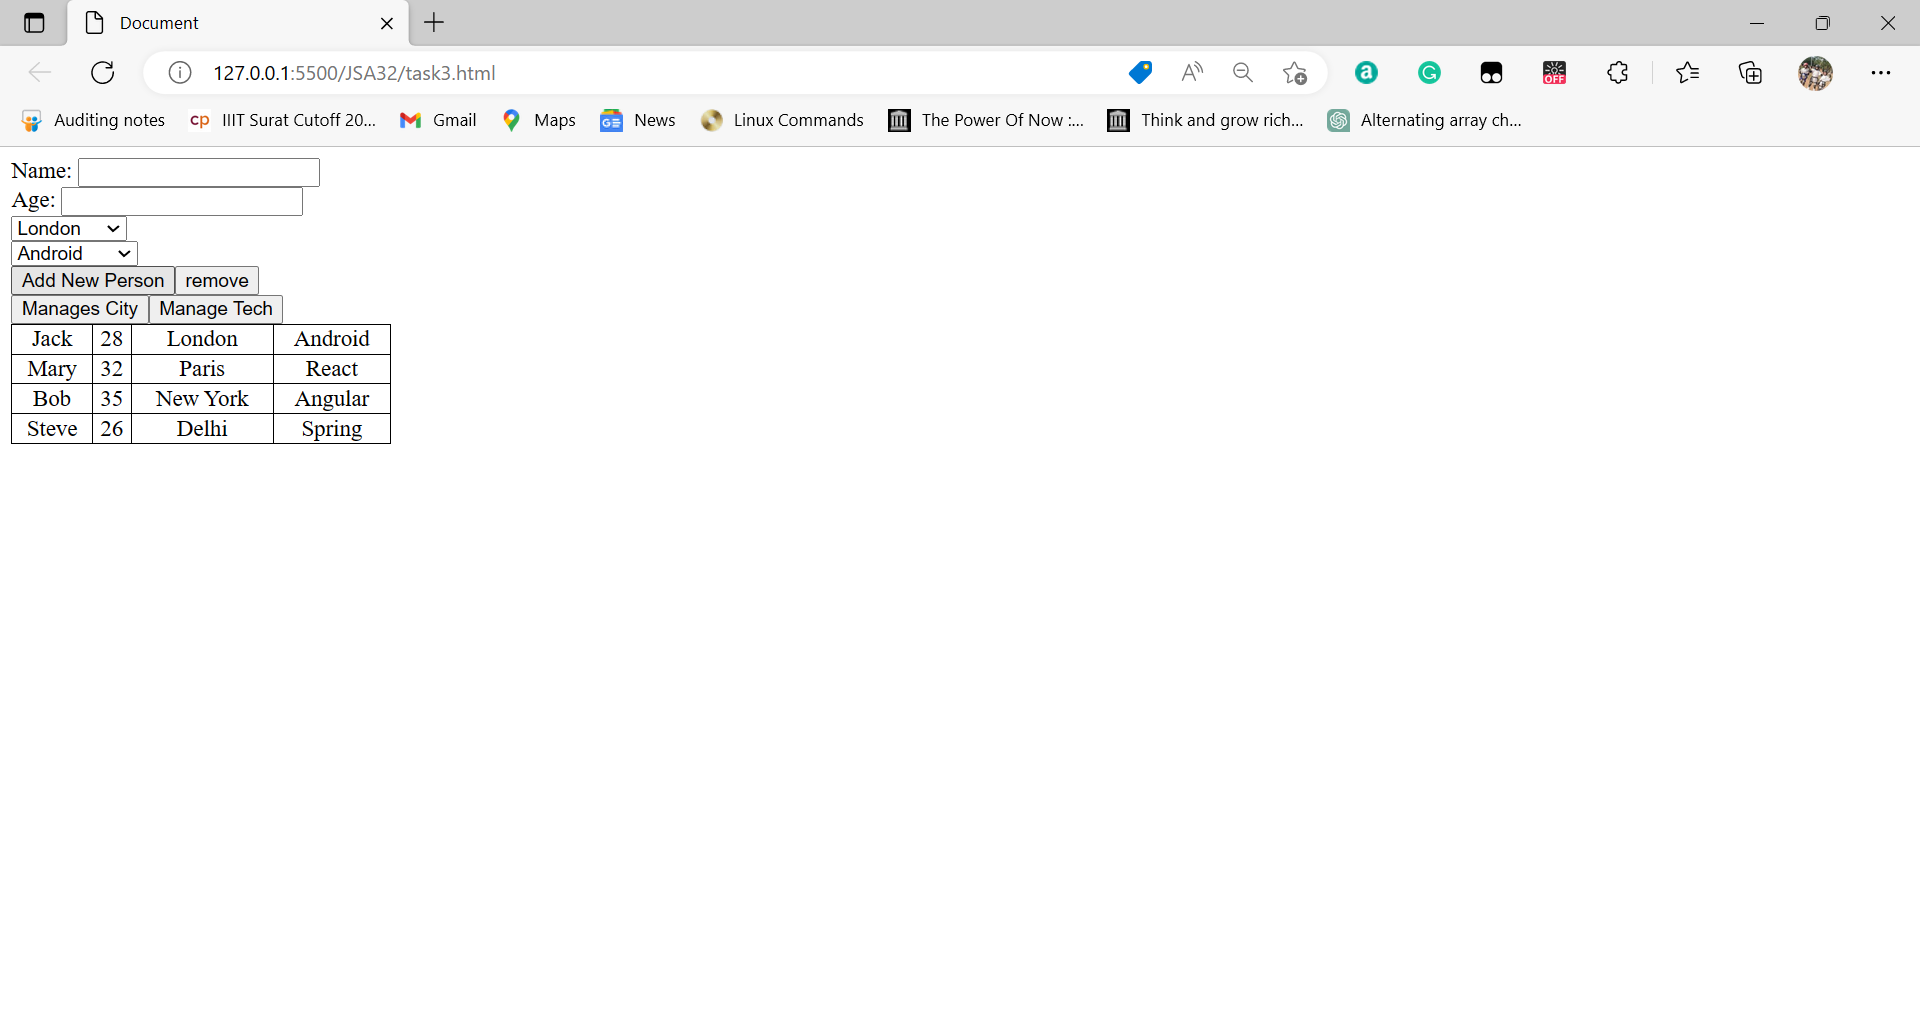 Document
127.0.0.1:5500/JSA32/task3.html
OFF
Auditing notes IIIT Surat Cutoff 20... Gmail Maps News Linux Commands The Power Of Now :... Think and grow rich... Alternating array ch...
Name:
Age:
London
Android
Add New Person remove
Manages City Manage Tech
Jack 28 London Android
Mary 32 Paris React
Bob 35 New York Angular
Steve 26 Delhi Spring